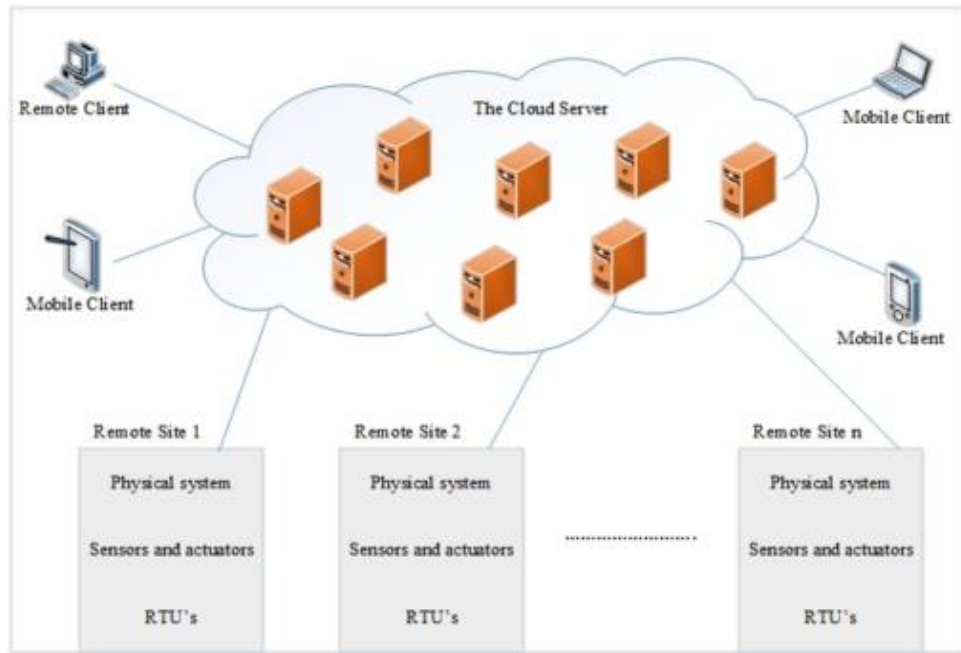 The Cloud Server
Remote Client
Mobile Client
Mobile Client
Mobile Client
Remote Site 1
Remote Site 2
Remote Site n
Physical system
Physical system
Physical system
Sensors and actuators
Sensors and actuators
Sensors and actuators
RTU's
RTU's
RTU's